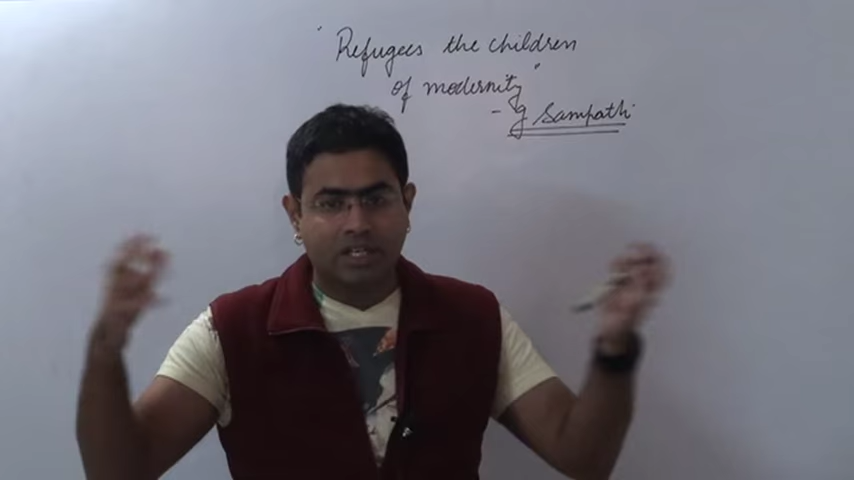 " Refugees the children
of modernity "
- G Sampath